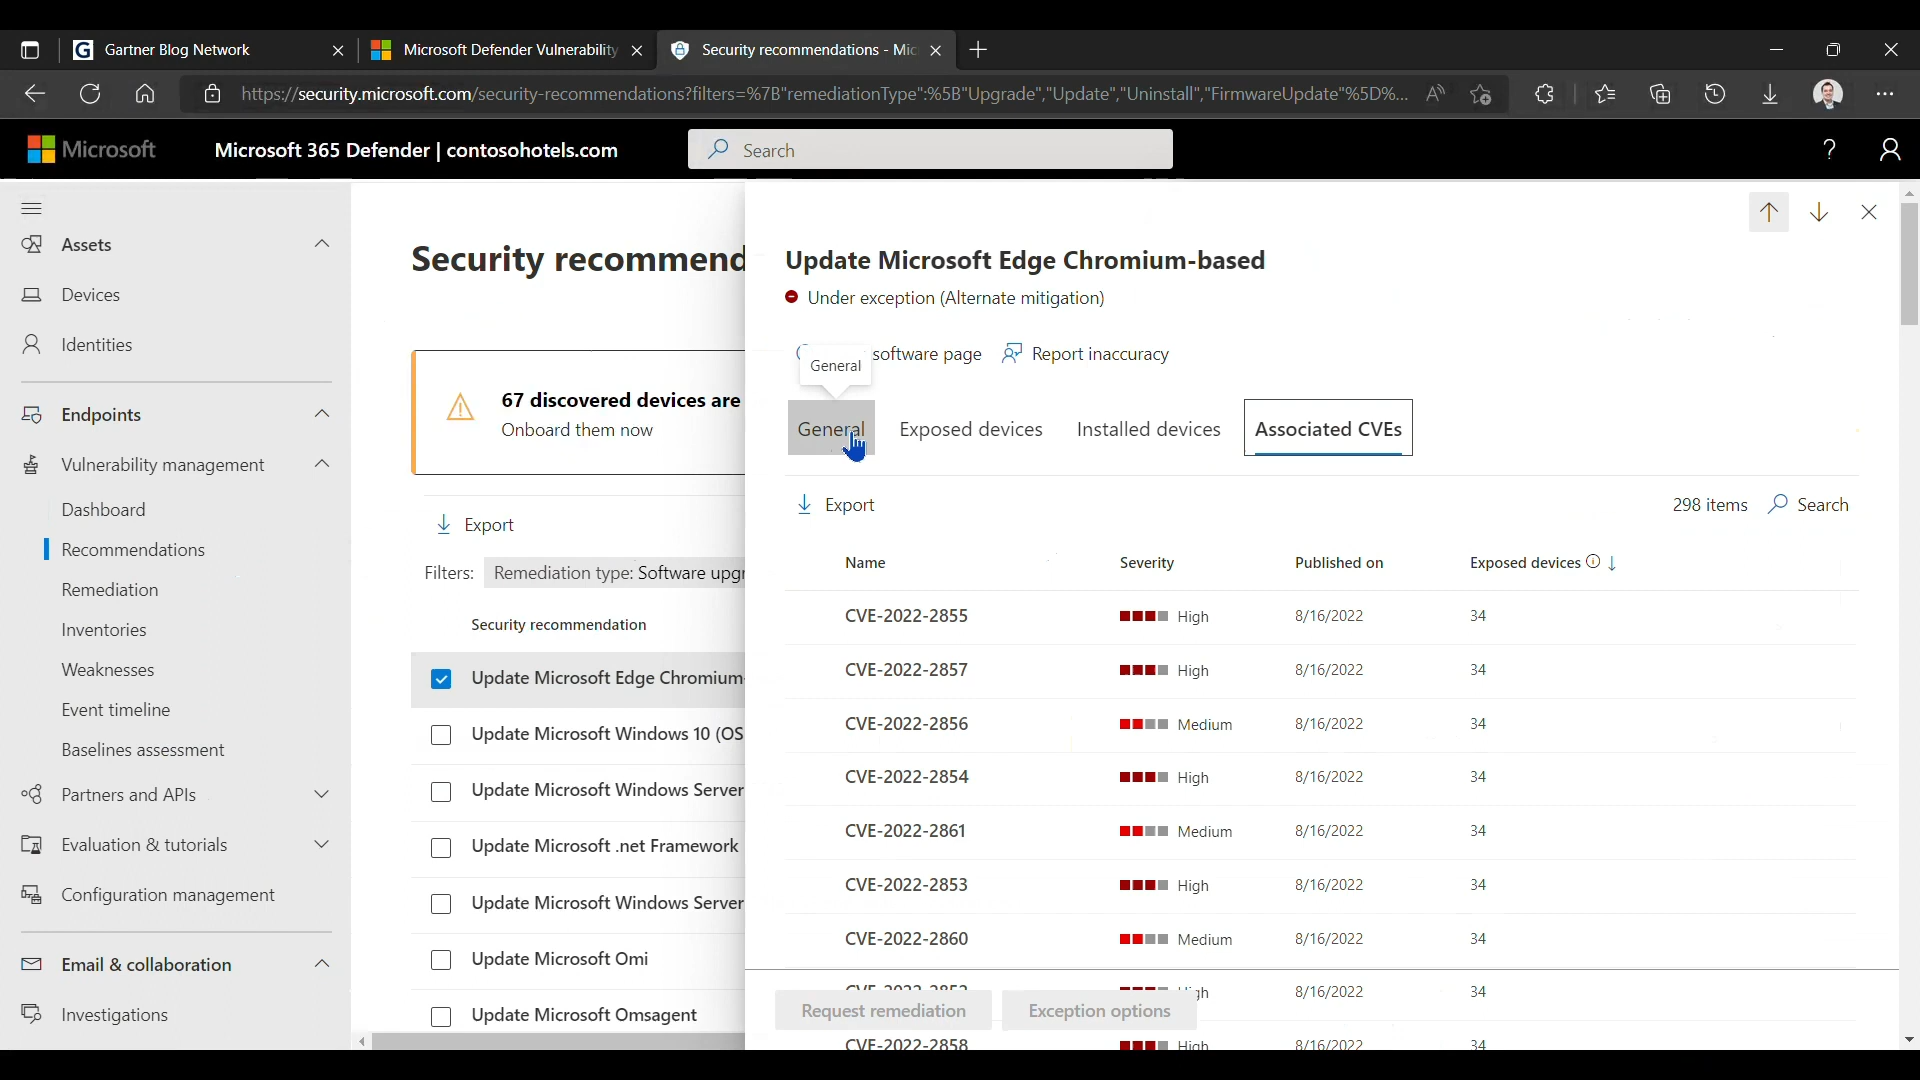 Gartner Blog Network
Microsoft Defender Vulnerability
Security recommendations - Mic
https://security.microsoft.com/security-recommendations?filters=%7B"remediationType":%5B"Upgrade","Update","Uninstall","FirmwareUpdate"%5D%...
Microsoft
Microsoft 365 Defender | contosohotels.com
Search
?
Assets
Devices
Identities
Endpoints
Vulnerability management
Dashboard
Recommendations
Remediation
Inventories
Weaknesses
Event timeline
Baselines assessment
Partners and APIs
Evaluation & tutorials
Configuration management
Email & collaboration
Investigations
Security recommend
67 discovered devices are
Onboard them now
Export
Filters: Remediation type: Software upgr
Security recommendation
Update Microsoft Edge Chromium-
Update Microsoft Windows 10 (OS
Update Microsoft Windows Server
Update Microsoft .net Framework
Update Microsoft Windows Server
Update Microsoft Omi
Update Microsoft Omsagent
Update Microsoft Edge Chromium-based
Under exception (Alternate mitigation)
software page Report inaccuracy
General
General Exposed devices Installed devices Associated CVEs
Export 298 items Search
Name Severity Published on Exposed devices
CVE-2022-2855 High 8/16/2022 34
CVE-2022-2857 High 8/16/2022 34
CVE-2022-2856 Medium 8/16/2022 34
CVE-2022-2854 High 8/16/2022 34
CVE-2022-2861 Medium 8/16/2022 34
CVE-2022-2853 High 8/16/2022 34
CVE-2022-2860 Medium 8/16/2022 34
8/16/2022 34
Request remediation Exception options
CVE-2022-2858 High 8/16/2022 34